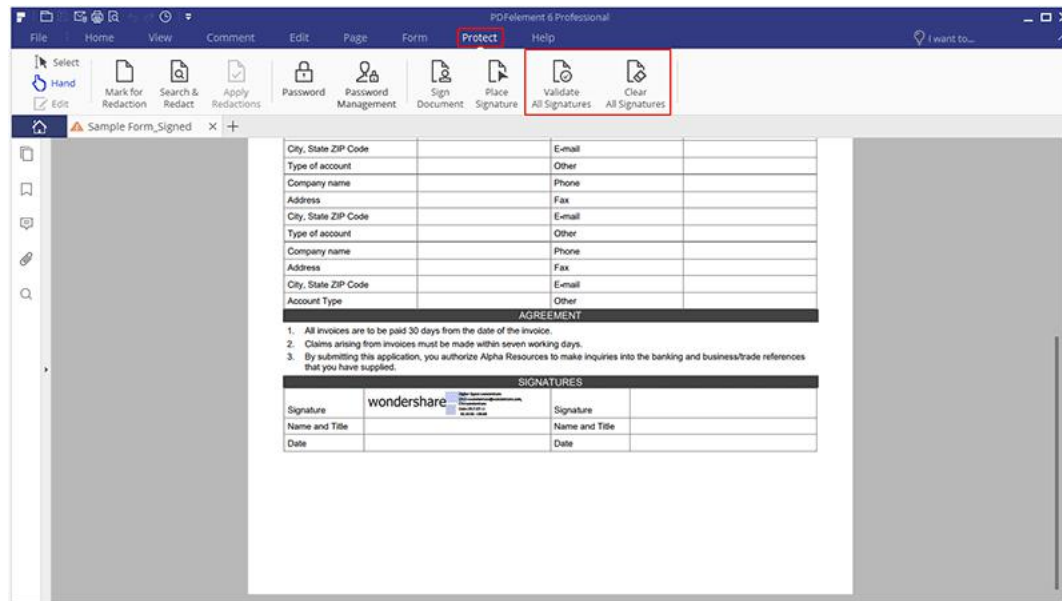 PDFelement 6 Professional
File Home View Comment Edit Page Form Protect Help I want to...
Select
Hand
Edit
Mark for Redaction
Search & Redact
Apply Redactions
Password
Password Management
Sign Document
Place Signature
Validate All Signatures
Clear All Signatures
Sample Form_Signed
City, State ZIP Code E-mail
Type of account Other
Company name Phone
Address Fax
City, State ZIP Code E-mail
Type of account Other
Company name Phone
Address Fax
City, State ZIP Code E-mail
Account Type Other
AGREEMENT
1. All invoices are to be paid 30 days from the date of the invoice.
2. Claims arising from invoices must be made within seven working days.
3. By submitting this application, you authorize Alpha Resources to make inquiries into the banking and business/trade references
that you have supplied.
SIGNATURES
wondershare
Signature Signature
Name and Title Name and Title
Date Date